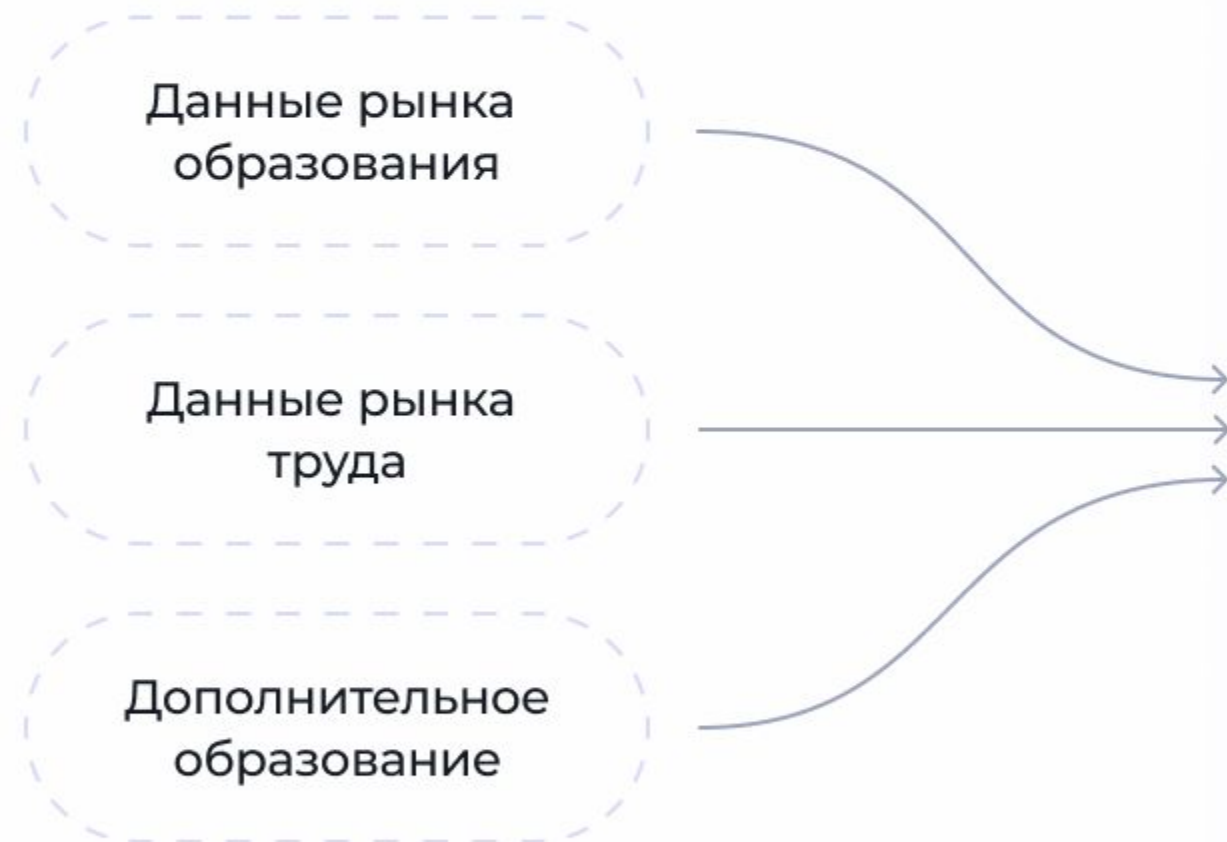 Данные рынка
образования
Данные рынка
труда
Дополнительное
образование